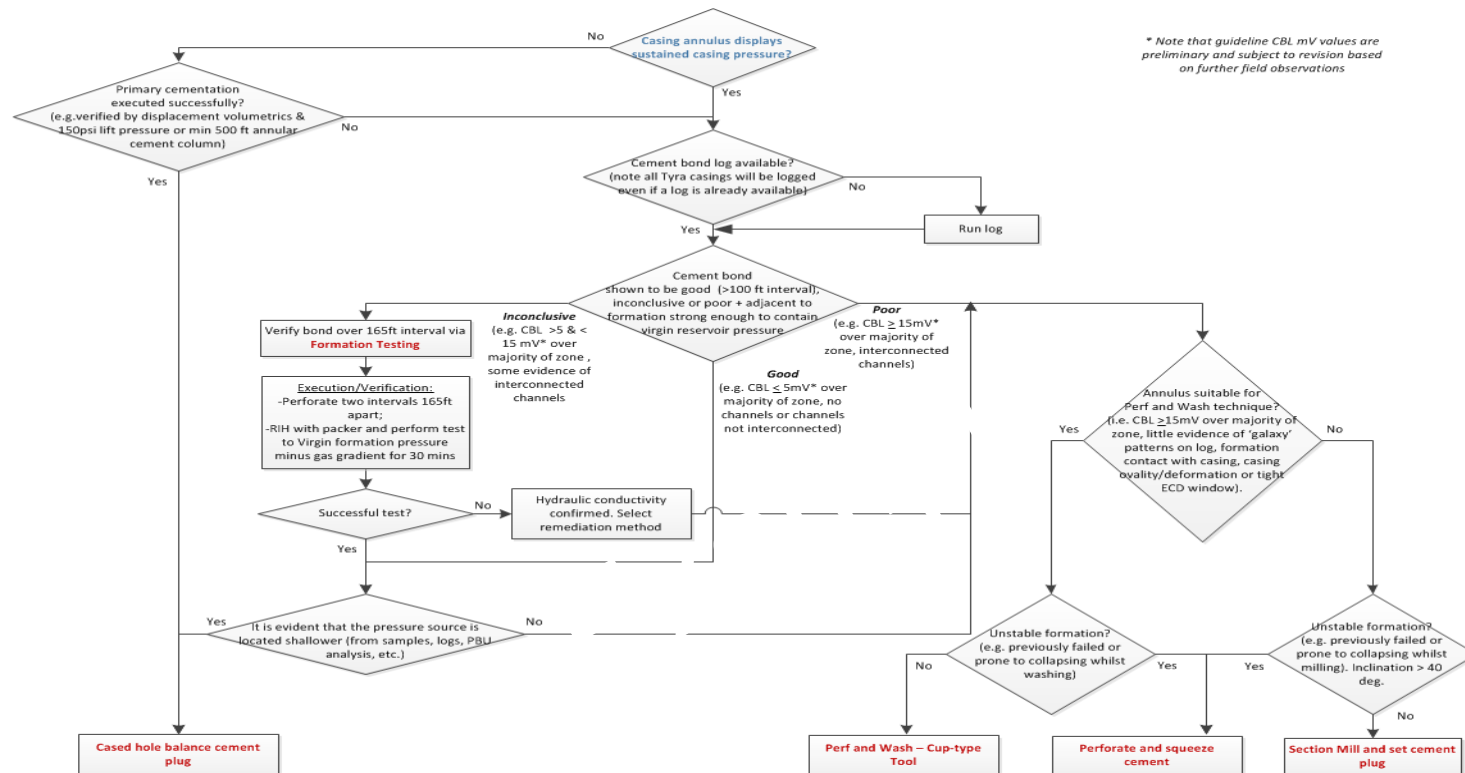 Casing annulus displays
sustained casing pressure?
No
Yes
* Note that guideline CBL mV values are
preliminary and subject to revision based
on further field observations
Primary cementation
executed successfully?
(e.g.verified by displacement volumetrics &
150psi lift pressure or min 500 ft annular
cement column)
No
Yes
Cement bond log available?
(note all Tyra casings will be logged
even if a log is already available)
No
Yes
Run log
Cement bond
shown to be good (>100 ft interval),
inconclusive or poor + adjacent to
formation strong enough to contain
virgin reservoir pressure
Inconclusive
(e.g. CBL >5 & <
15 mV* over
majority of zone ,
some evidence of
interconnected
channels
Poor
(e.g. CBL ≥ 15mV*
over majority of
zone, interconnected
channels)
Good
(e.g. CBL ≤ 5mV* over
majority of zone, no
channels or channels
not interconnected)
Verify bond over 165ft interval via
Formation Testing
Execution/Verification:
-Perforate two intervals 165ft
apart;
-RIH with packer and perform test
to Virgin formation pressure
minus gas gradient for 30 mins
Successful test?
No
Yes
Hydraulic conductivity
confirmed. Select
remediation method
It is evident that the pressure source is
located shallower (from samples, logs, PBU
analysis, etc.)
Yes
No
Annulus suitable for
Perf and Wash technique?
(i.e. CBL ≥15mV over majority of
zone, little evidence of 'galaxy'
patterns on log, formation
contact with casing, casing
ovality/deformation or tight
ECD window).
Yes
No
Unstable formation?
(e.g. previously failed or
prone to collapsing whilst
washing)
No
Yes
Unstable formation?
(e.g. previously failed or
prone to collapsing whilst
milling). Inclination > 40
deg.
Yes
No
Cased hole balance cement
plug
Perf and Wash – Cup-type
Tool
Perforate and squeeze
cement
Section Mill and set cement
plug